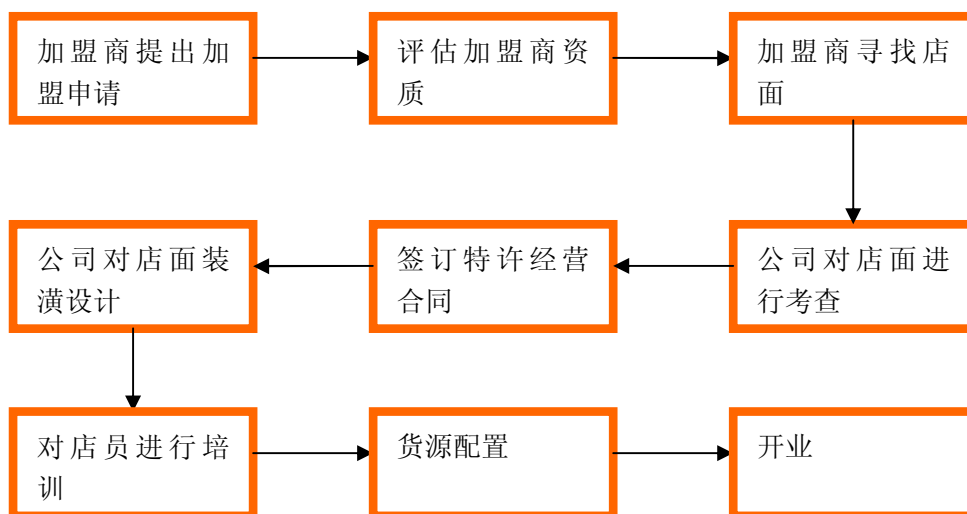 加盟商提出加
盟申请
评估加盟商资
质
加盟商寻找店
面
公司对店面装
潢设计
签订特许经营
合同
公司对店面进
行考查
对店员进行培
训
货源配置
开业